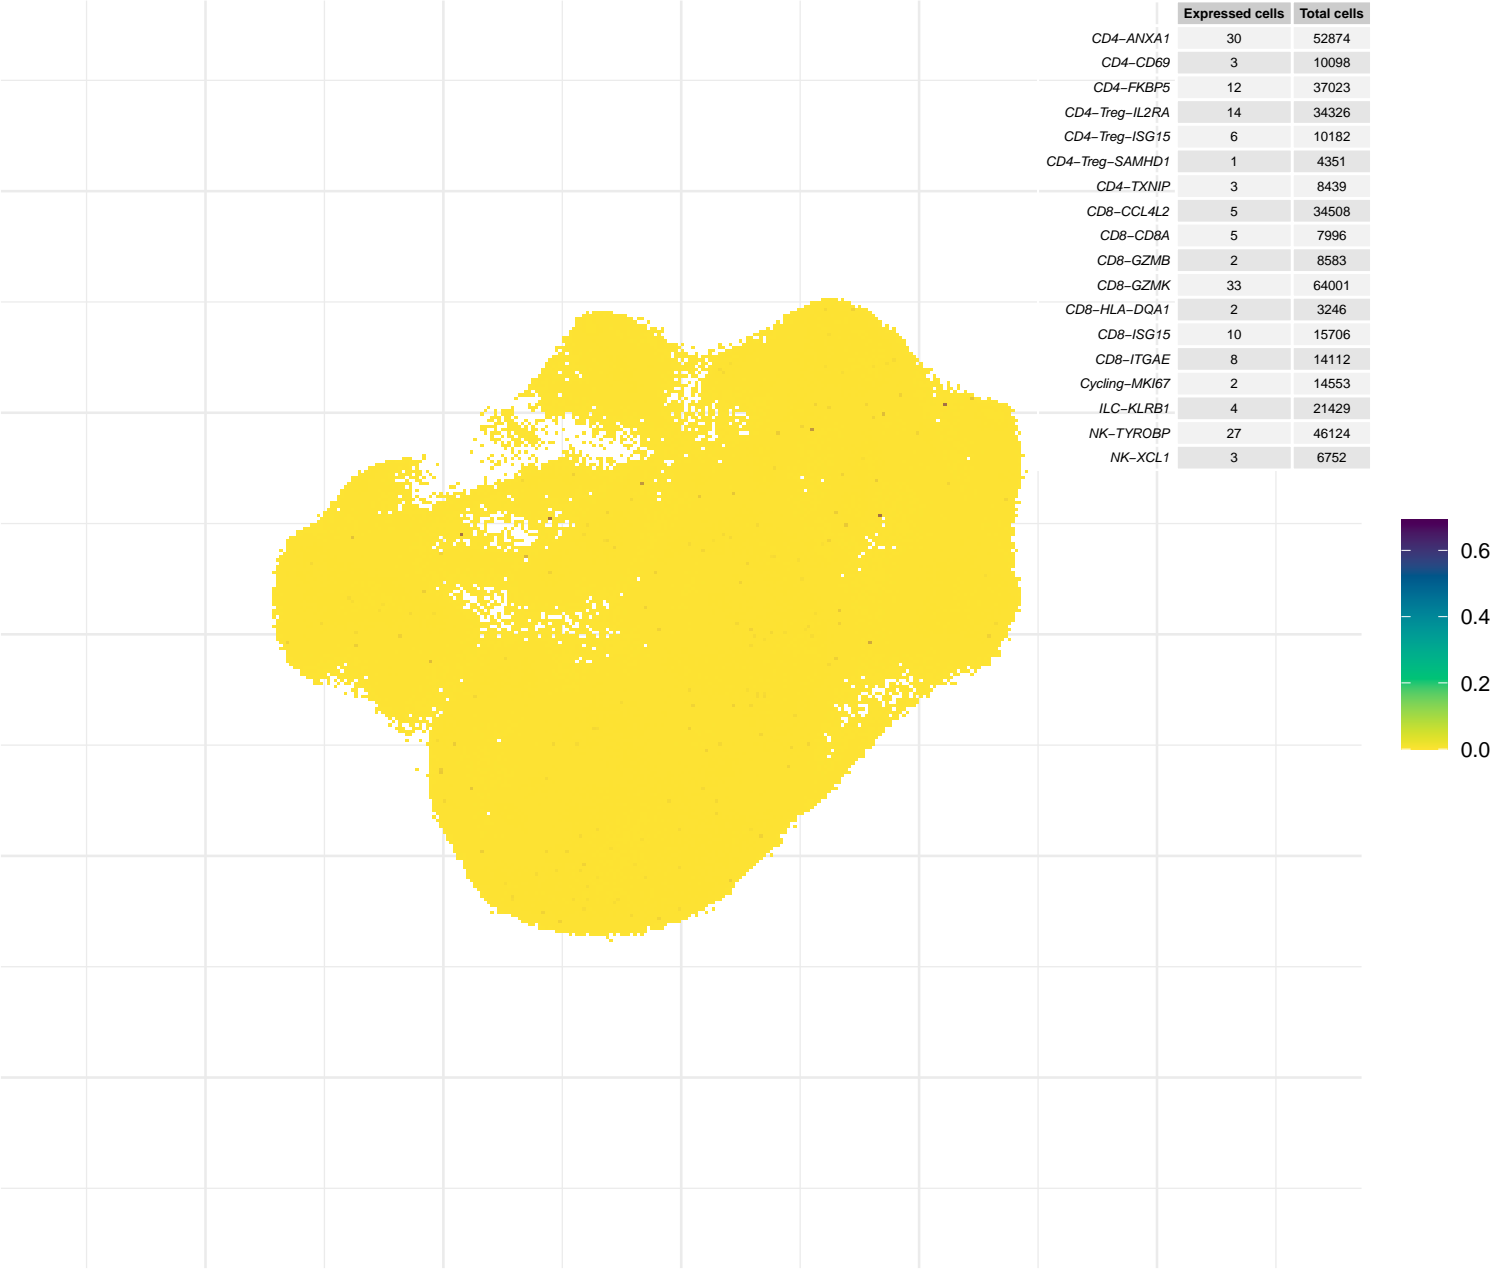 Expressed cells Total cells
CD4−ANXA1 30 52874
CD4−CD69 3 10098
CD4−FKBP5 12 37023
CD4−Treg−IL2RA 14 34326
CD4−Treg−ISG15 6 10182
CD4−Treg−SAMHD1 1 4351
CD4−TXNIP 3 8439
CD8−CCL4L2 5 34508
CD8−CD8A 5 7996
CD8−GZMB 2 8583
CD8−GZMK 33 64001
CD8−HLA−DQA1 2 3246
CD8−ISG15 10 15706
CD8−ITGAE 8 14112
Cycling−MKI67 2 14553
ILC−KLRB1 4 21429
NK−TYROBP 27 46124
NK−XCL1 3 6752
0.6
0.4
0.2
0.0